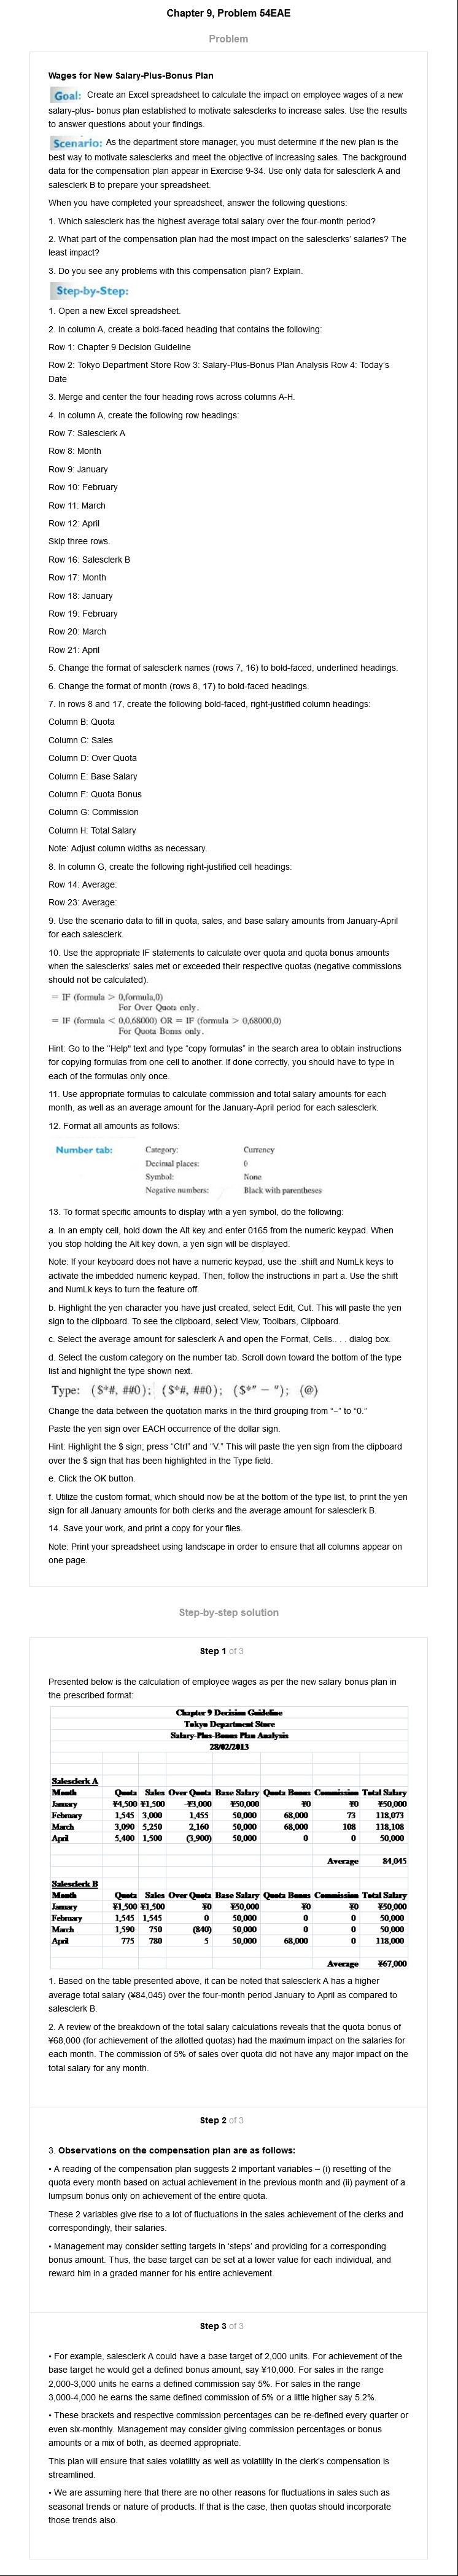 Chapter 9, Problem 54EAE
Problem
Wages for New Salary-Plus-Bonus Plan
Goal: Create an Excel spreadsheet to calculate the impact on employee wages of a new
salary-plus- bonus plan established to motivate salesclerks to increase sales. Use the results
to answer questions about your findings.
Scenario: As the department store manager, you must determine if the new plan is the
best way to motivate salesclerks and meet the objective of increasing sales. The background
data for the compensation plan appear in Exercise 9-34. Use only data for salesclerk A and
salesclerk B to prepare your spreadsheet.
When you have completed your spreadsheet, answer the following questions:
1. Which salesclerk has the highest average total salary over the four-month period?
2. What part of the compensation plan had the most impact on the salesclerks' salaries? The
least impact?
3. Do you see any problems with this compensation plan? Explain.
Step-by-Step:
1. Open a new Excel spreadsheet.
2. In column A, create a bold-faced heading that contains the following:
Row 1: Chapter 9 Decision Guideline
Row 2: Tokyo Department Store Row 3: Salary-Plus-Bonus Plan Analysis Row 4: Today's
Date
3. Merge and center the four heading rows across columns A-H.
4. In column A, create the following row headings:
Row 7: Salesclerk A
Row 8: Month
Row 9: January
Row 10: February
Row 11: March
Row 12: April
Skip three rows.
Row 16: Salesclerk B
Row 17: Month
Row 18: January
Row 19: February
Row 20: March
Row 21: April
5. Change the format of salesclerk names (rows 7, 16) to bold-faced, underlined headings.
6. Change the format of month (rows 8, 17) to bold-faced headings.
7. In rows 8 and 17, create the following bold-faced, right-justified column headings:
Column B: Quota
Column C: Sales
Column D: Over Quota
Column E: Base Salary
Column F: Quota Bonus
Column G: Commission
Column H: Total Salary
Note: Adjust column widths as necessary.
8. In column G, create the following right-justified cell headings:
Row 14: Average:
Row 23: Average:
9. Use the scenario data to fill in quota, sales, and base salary amounts from January-April
for each salesclerk.
10. Use the appropriate IF statements to calculate over quota and quota bonus amounts
when the salesclerks' sales met or exceeded their respective quotas (negative commissions
should not be calculated).
= IF (formula > 0,formula,0)
For Over Quota only.
= IF (formula < 0,0,68000) OR = IF (formula > 0,68000,0)
For Quota Bonus only.
Hint: Go to the "Help" text and type "copy formulas" in the search area to obtain instructions
for copying formulas from one cell to another. If done correctly, you should have to type in
each of the formulas only once.
11. Use appropriate formulas to calculate commission and total salary amounts for each
month, as well as an average amount for the January-April period for each salesclerk.
12. Format all amounts as follows:
Number tab: Category: Currency
Decimal places: 0
Symbol: None
Negative numbers: Black with parentheses
13. To format specific amounts to display with a yen symbol, do the following:
a. In an empty cell, hold down the Alt key and enter 0165 from the numeric keypad. When
you stop holding the Alt key down, a yen sign will be displayed.
Note: If your keyboard does not have a numeric keypad, use the .shift and NumLk keys to
activate the imbedded numeric keypad. Then, follow the instructions in part a. Use the shift
and NumLk keys to turn the feature off.
b. Highlight the yen character you have just created, select Edit, Cut. This will paste the yen
sign to the clipboard. To see the clipboard, select View, Toolbars, Clipboard.
c. Select the average amount for salesclerk A and open the Format, Cells.. . . dialog box.
d. Select the custom category on the number tab. Scroll down toward the bottom of the type
list and highlight the type shown next.
Type: ($*#, ##0); ($*#, ##0); ($*" – "); (@)
Change the data between the quotation marks in the third grouping from "–" to "0."
Paste the yen sign over EACH occurrence of the dollar sign.
Hint: Highlight the $ sign; press "Ctrl" and "V." This will paste the yen sign from the clipboard
over the $ sign that has been highlighted in the Type field.
e. Click the OK button.
f. Utilize the custom format, which should now be at the bottom of the type list, to print the yen
sign for all January amounts for both clerks and the average amount for salesclerk B.
14. Save your work, and print a copy for your files.
Note: Print your spreadsheet using landscape in order to ensure that all columns appear on
one page.
Step-by-step solution
Step 1 of 3
Presented below is the calculation of employee wages as per the new salary bonus plan in
the prescribed format:
Chapter 9 Decision Guideline
Tokyo Department Store
Salary-Plus-Bonus Plan Analysis
28/02/2013
Salesclerk A
Month Quota Sales Over Quota Base Salary Quota Bonus Commission Total Salary
January ¥4,500 ¥1,500 -¥3,000 ¥50,000 ¥0 ¥0 ¥50,000
February 1,545 3,000 1,455 50,000 68,000 73 118,073
March 3,090 5,250 2,160 50,000 68,000 108 118,108
April 5,400 1,500 (3,900) 50,000 0 0 50,000
Average 84,045
Salesclerk B
Month Quota Sales Over Quota Base Salary Quota Bonus Commission Total Salary
January ¥1,500 ¥1,500 ¥0 ¥50,000 ¥0 ¥0 ¥50,000
February 1,545 1,545 0 50,000 0 0 50,000
March 1,590 750 (840) 50,000 0 0 50,000
April 775 780 5 50,000 68,000 0 118,000
Average ¥67,000
1. Based on the table presented above, it can be noted that salesclerk A has a higher
average total salary (¥84,045) over the four-month period January to April as compared to
salesclerk B.
2. A review of the breakdown of the total salary calculations reveals that the quota bonus of
¥68,000 (for achievement of the allotted quotas) had the maximum impact on the salaries for
each month. The commission of 5% of sales over quota did not have any major impact on the
total salary for any month.
Step 2 of 3
3. Observations on the compensation plan are as follows:
• A reading of the compensation plan suggests 2 important variables – (i) resetting of the
quota every month based on actual achievement in the previous month and (ii) payment of a
lumpsum bonus only on achievement of the entire quota.
These 2 variables give rise to a lot of fluctuations in the sales achievement of the clerks and
correspondingly, their salaries.
• Management may consider setting targets in 'steps' and providing for a corresponding
bonus amount. Thus, the base target can be set at a lower value for each individual, and
reward him in a graded manner for his entire achievement.
Step 3 of 3
• For example, salesclerk A could have a base target of 2,000 units. For achievement of the
base target he would get a defined bonus amount, say ¥10,000. For sales in the range
2,000-3,000 units he earns a defined commission say 5%. For sales in the range
3,000-4,000 he earns the same defined commission of 5% or a little higher say 5.2%.
• These brackets and respective commission percentages can be re-defined every quarter or
even six-monthly. Management may consider giving commission percentages or bonus
amounts or a mix of both, as deemed appropriate.
This plan will ensure that sales volatility as well as volatility in the clerk's compensation is
streamlined.
• We are assuming here that there are no other reasons for fluctuations in sales such as
seasonal trends or nature of products. If that is the case, then quotas should incorporate
those trends also.